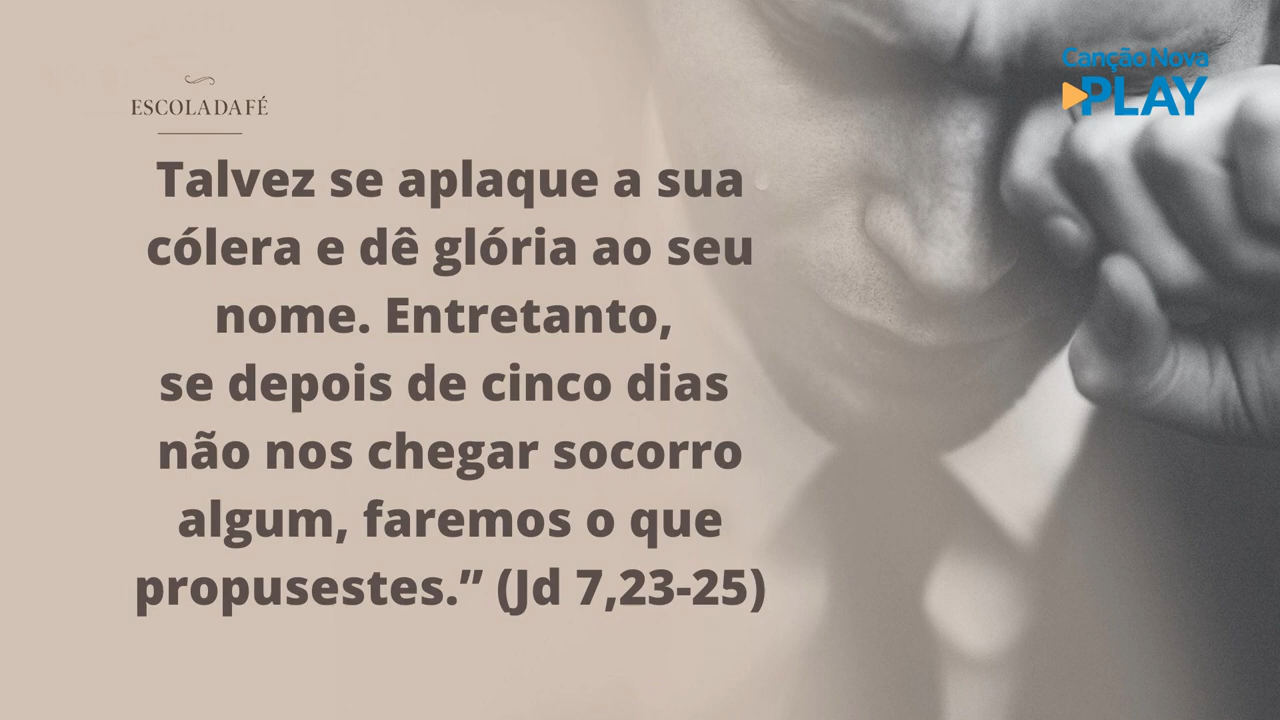 Canção Nova
PLAY
ESCOLADAFÉ
Talvez se aplaque a sua
cólera e dê glória ao seu
nome. Entretanto,
se depois de cinco dias
não nos chegar socorro
algum, faremos o que
propusestes.” (Jd 7,23-25)